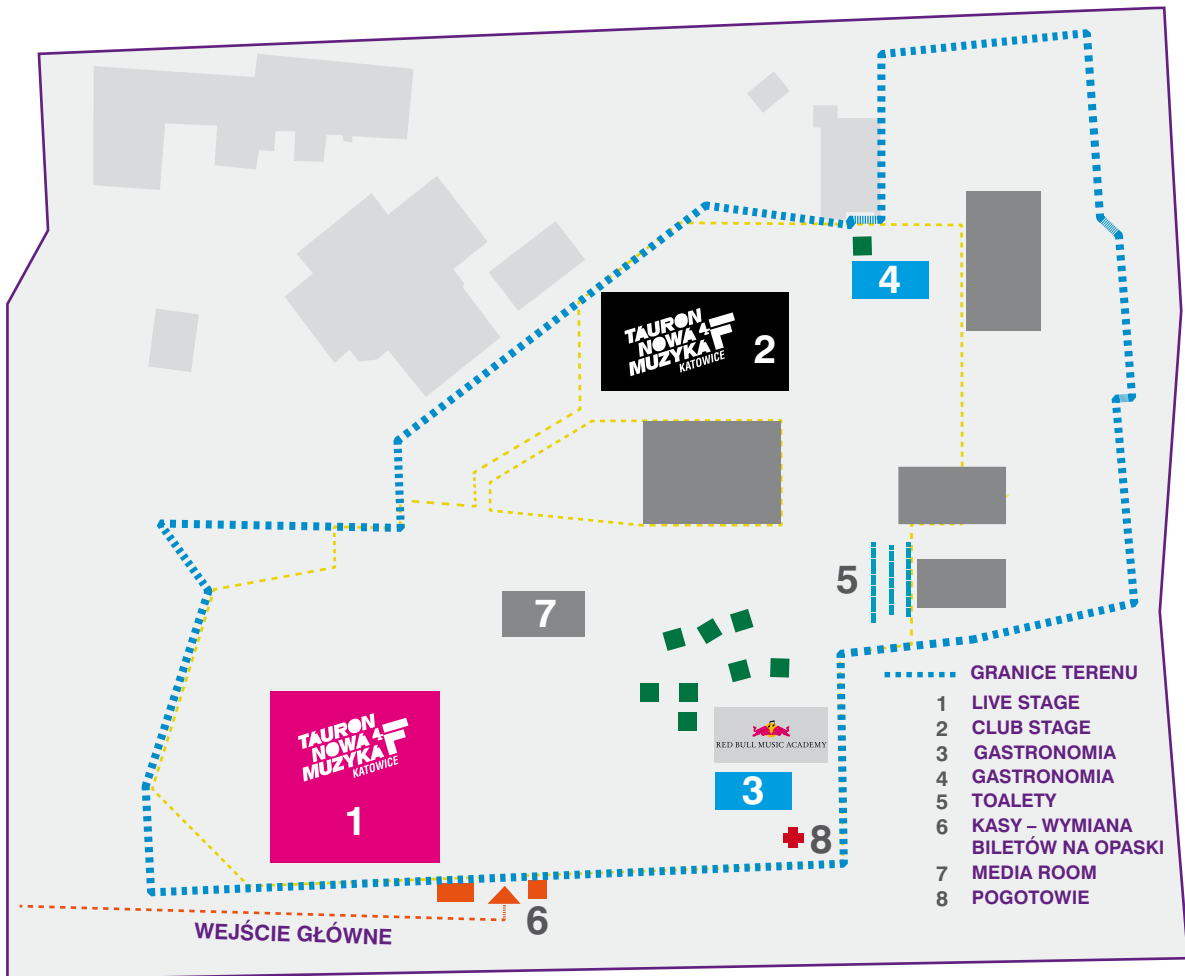 4
TAURON
NOWA 4
MUZYKA F
KATOWICE
2
5
7
TAURON
NOWA 4
MUZYKA F
KATOWICE
1
RED BULL MUSIC ACADEMY
3
8
6
WEJŚCIE GŁÓWNE
GRANICE TERENU
1 LIVE STAGE
2 CLUB STAGE
3 GASTRONOMIA
4 GASTRONOMIA
5 TOALETY
6 KASY – WYMIANA
BILETÓW NA OPASKI
7 MEDIA ROOM
8 POGOTOWIE